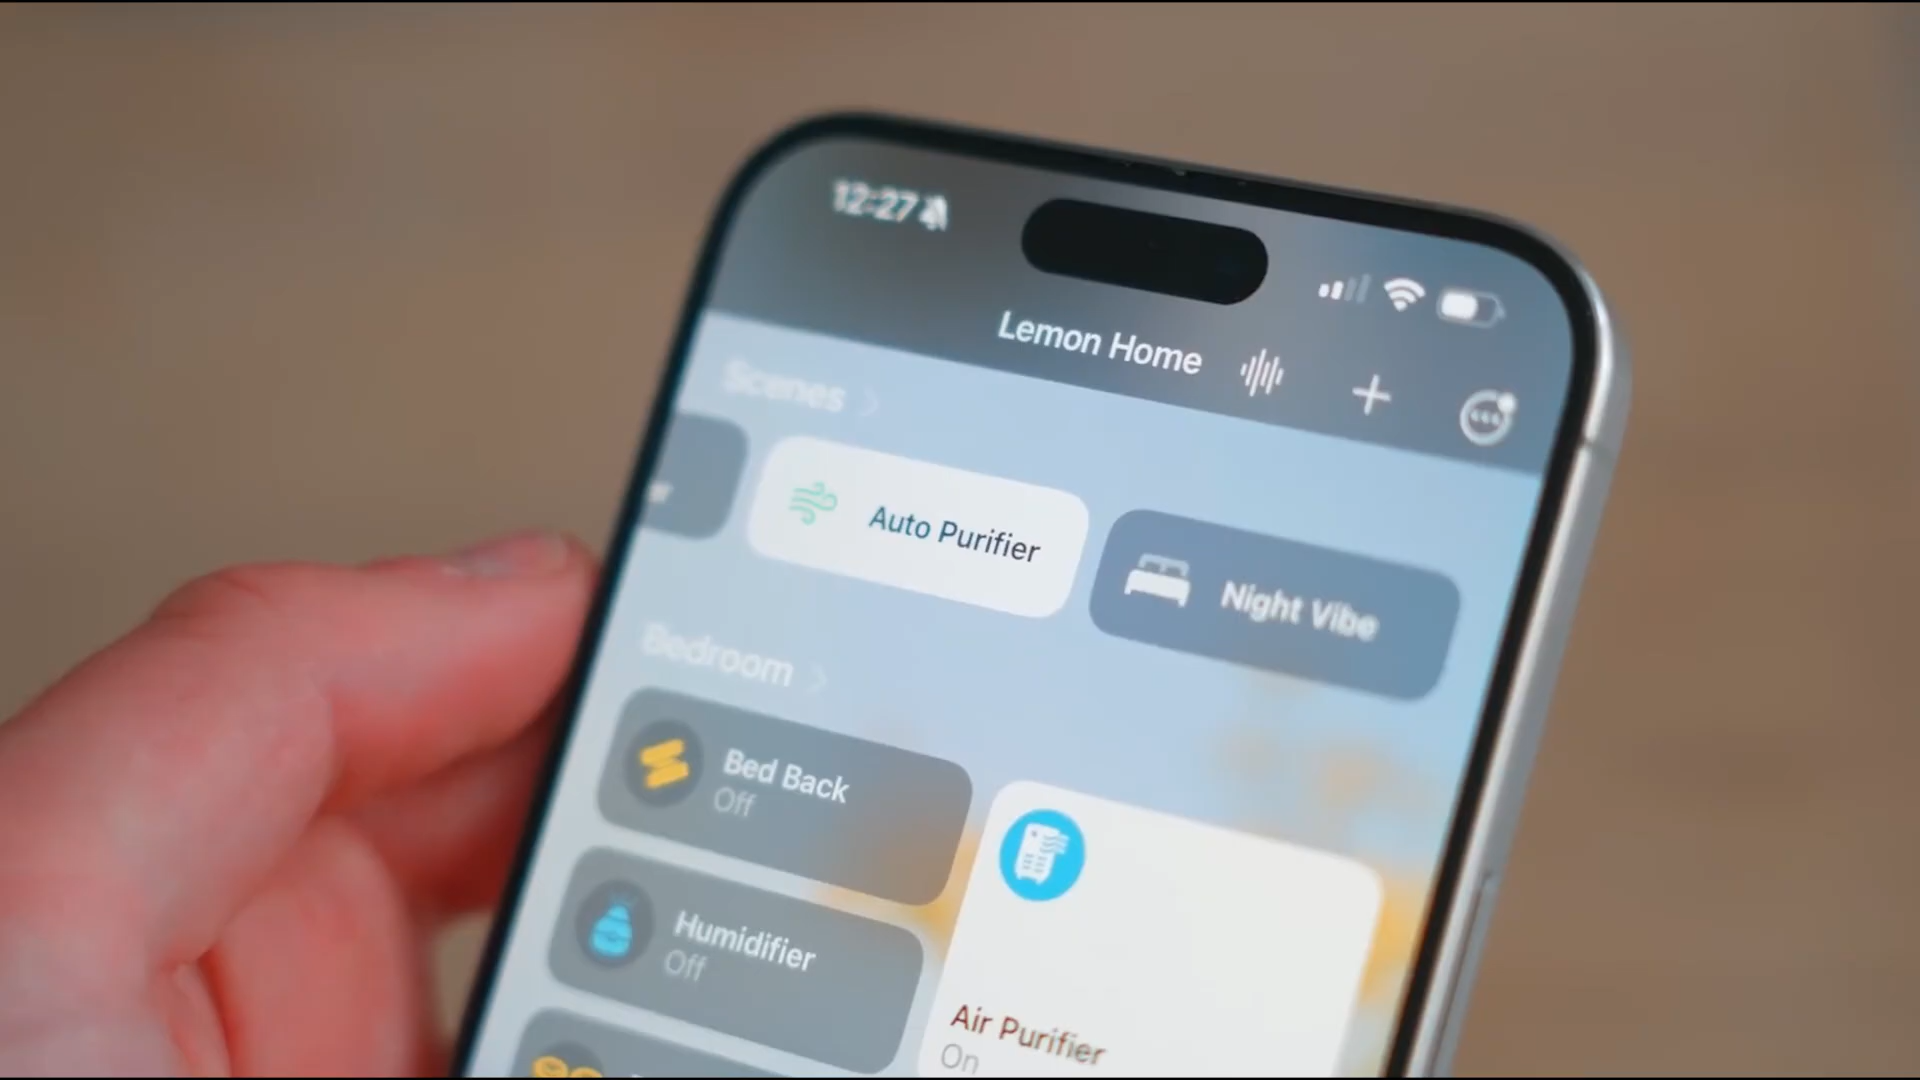 12:27
Lemon Home
Scenes
Auto Purifier
Night Vibe
Bedroom
Bed Back
Off
Humidifier
Off
Air Purifier
On